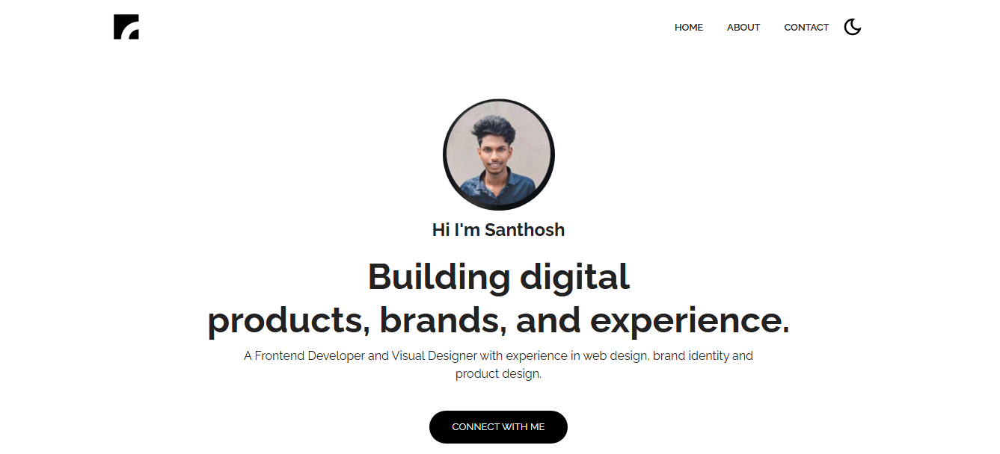 HOME ABOUT CONTACT
Hi I'm Santhosh
Building digital
products, brands, and experience.
A Frontend Developer and Visual Designer with experience in web design, brand identity and
product design.
CONNECT WITH ME